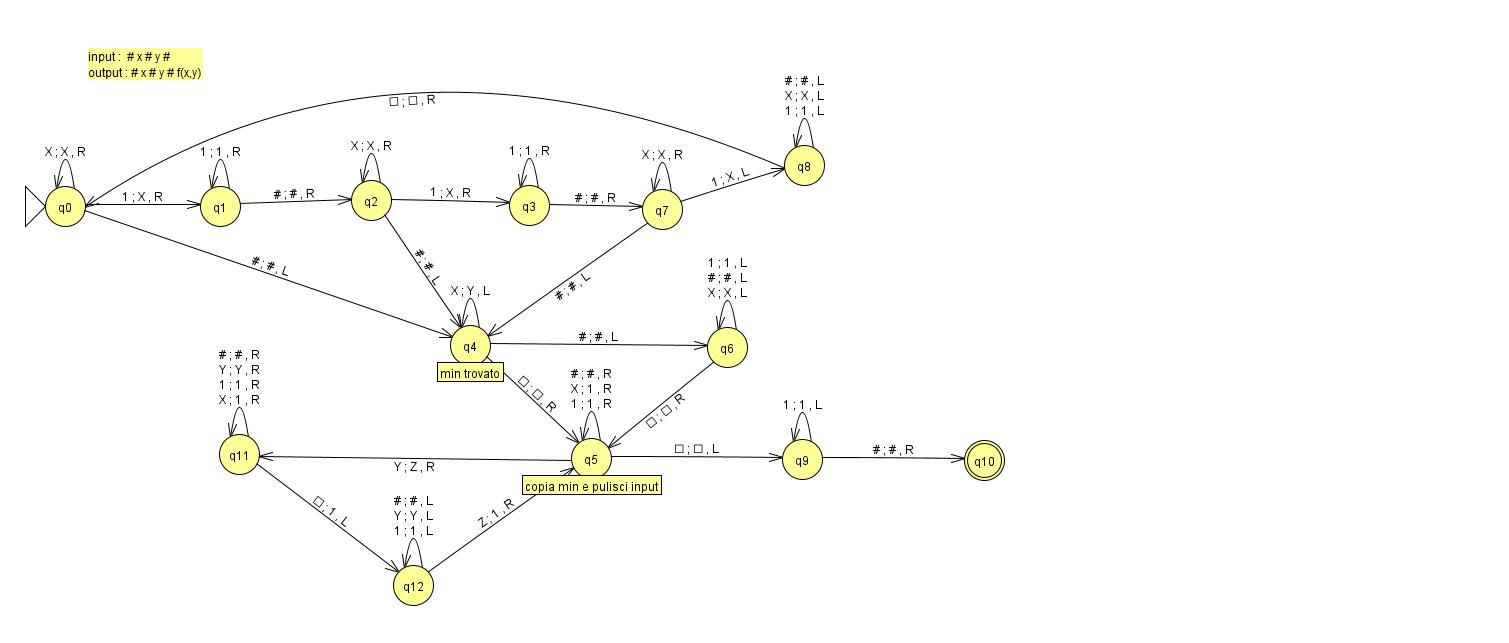 input : # x # y #
output : # x # y # f(x,y)
□ ; □ , R
#; #, L
X; X, L
1; 1, L
X; X, R
1; 1, R
X; X, R
1; 1, R
X; X, R
q0
1; X, R
q1
#; #, R
q2
1; X, R
q3
#; #, R
q7
1; X, L
q8
#; #, L
#; #, L
#; #, L
X; Y, L
1; 1, L
#; #, L
X; X, L
q4
min trovato
#; #, L
q6
□ ; □ , R
□ ; □ , R
#; #, R
Y; Y, R
1; 1, R
X; 1, R
#; #, R
X; 1, R
1; 1, R
1; 1, L
q11
Y; Z, R
q5
copia min e pulisci input
□ ; □ , L
q9
#; #, R
q10
□ ; 1, L
#; #, L
Y; Y, L
1; 1, L
Z; 1, R
q12